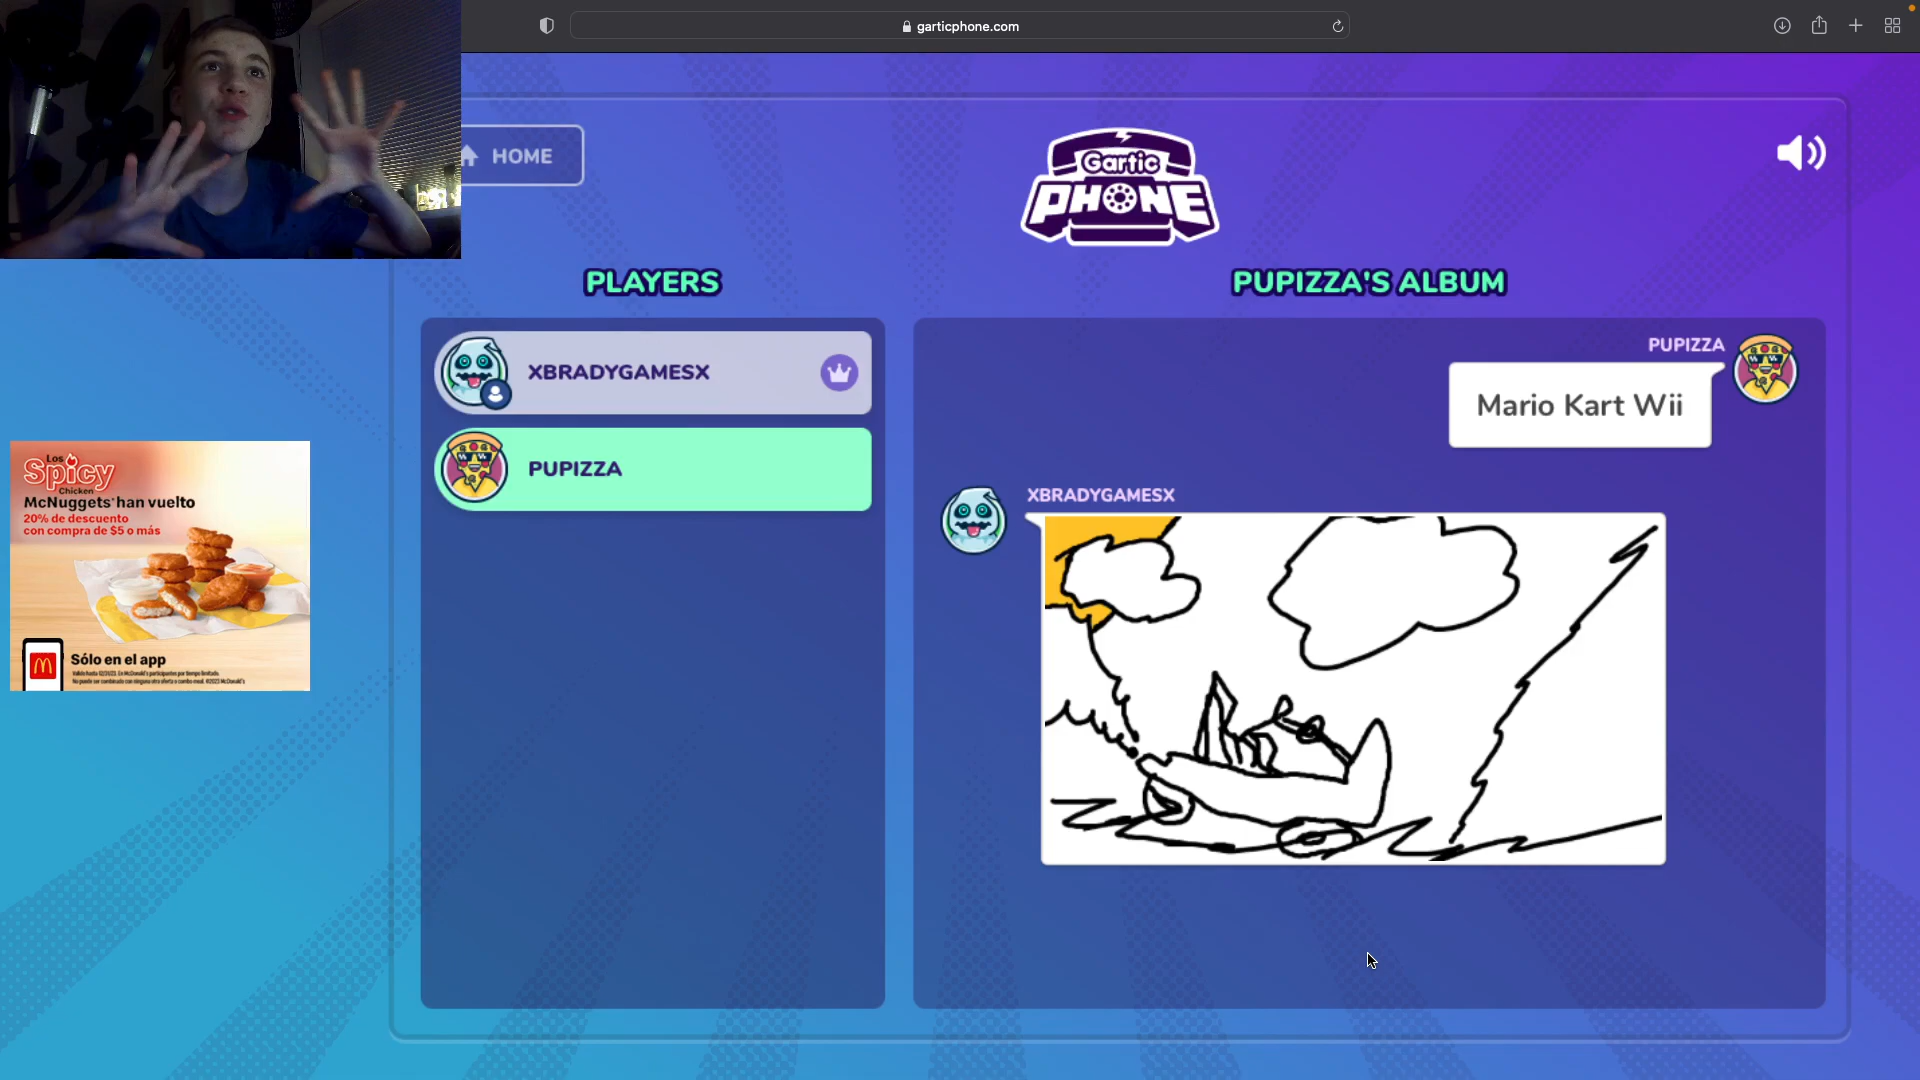 garticphone.com
HOME
Gartic
PHONE
PLAYERS
PUPIZZA'S ALBUM
XBRADYGAMESX
PUPIZZA
PUPIZZA
Mario Kart Wii
XBRADYGAMESX
Los
Spicy
Chicken
McNuggets® han vuelto
20% de descuento
con compra de $5 o más
Sólo en el app